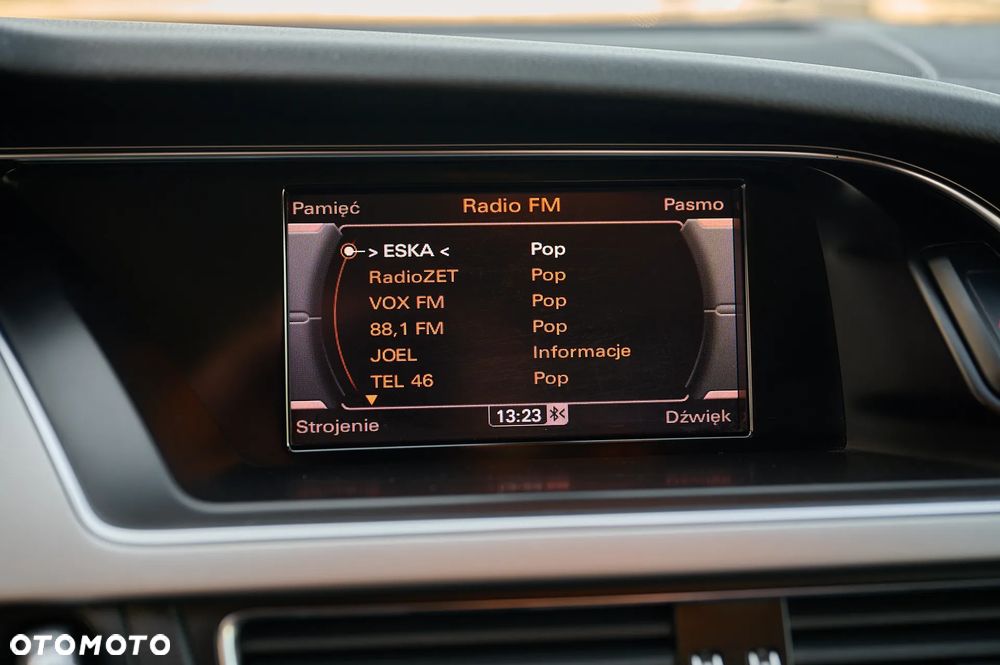 Pamięć Radio FM Pasmo
> ESKA < Pop
RadioZET Pop
VOX FM Pop
88,1 FM Pop
JOEL Informacje
TEL 46 Pop
Strojenie 13:23 Dźwięk
OTOMOTO